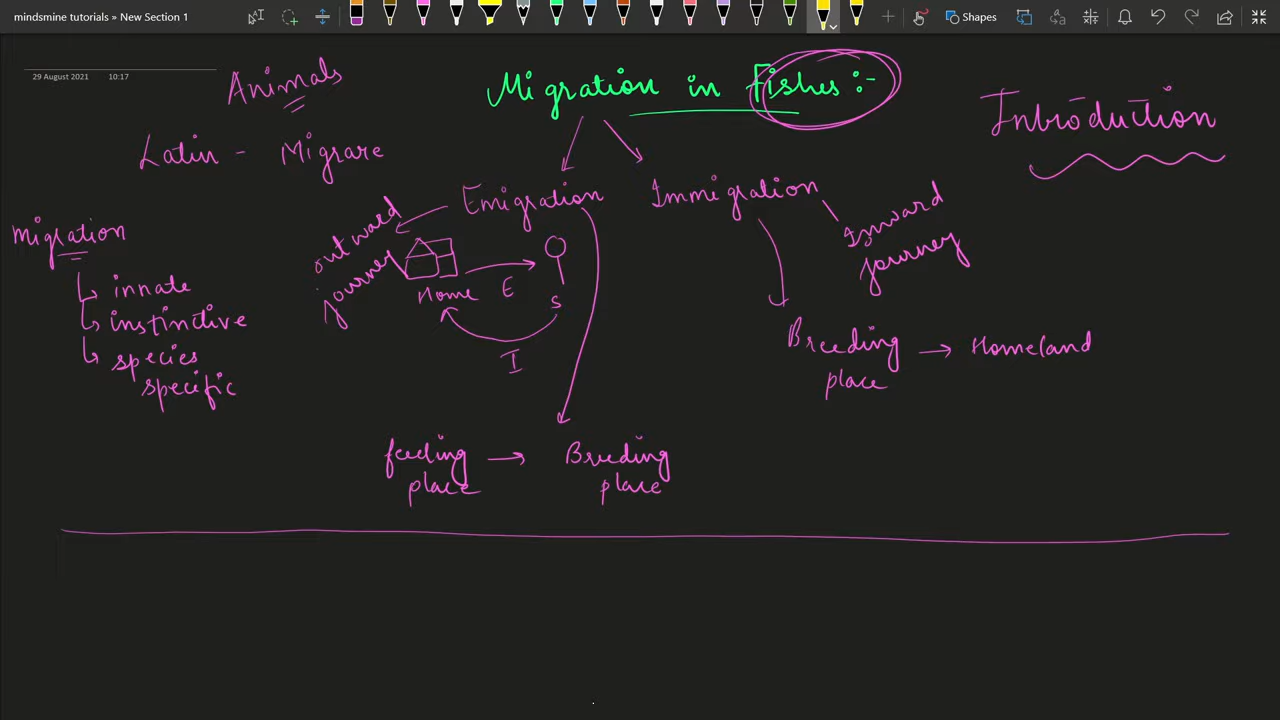 mindsmine tutorials » New Section 1
Shapes
29 August 2021 10:17
Animals
Migration in Fishes :-
Introduction
Latin - Migrare
Emigration
Immigration
outward
journey
Inward
journey
Migration
innate
instinctive
species
specific
Home
E
S
I
Breeding → Homeland
place
feeding → Breeding
place place